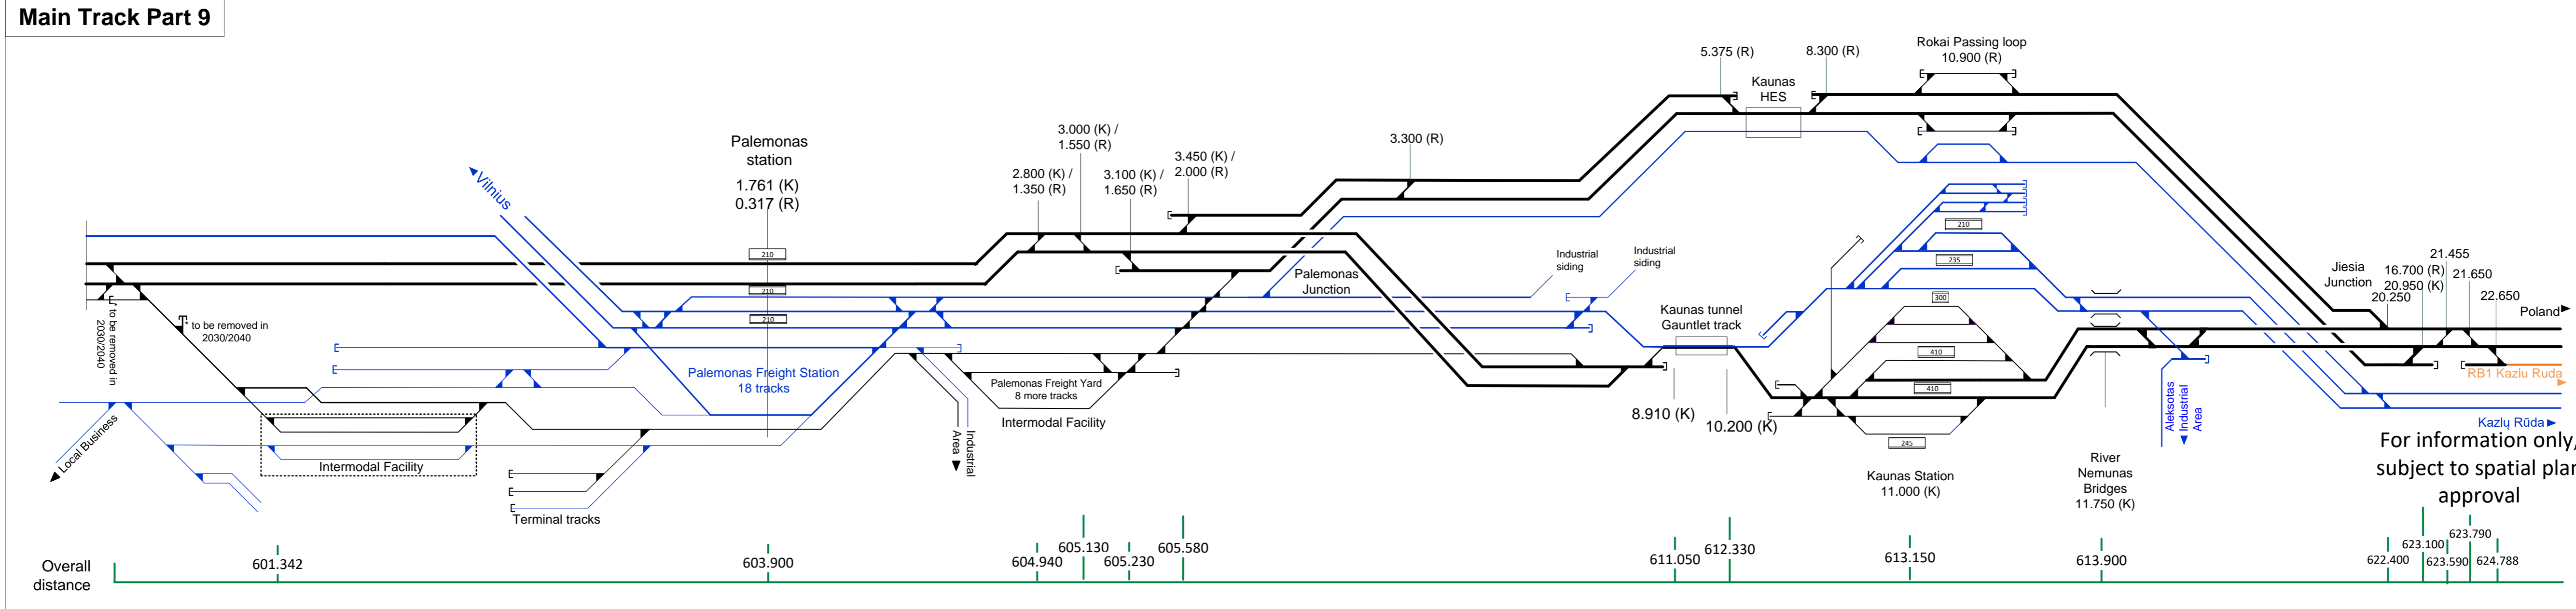 Main Track Part 9
Vilnius
Palemonas
station
1.761 (K)
0.317 (R)
210
210
210
2.800 (K) /
1.350 (R)
3.000 (K) /
1.550 (R)
3.100 (K) /
1.650 (R)
3.450 (K) /
2.000 (R)
3.300 (R)
5.375 (R)
Kaunas
HES
8.300 (R)
Rokai Passing loop
10.900 (R)
* to be removed in
2030/2040
* to be removed in
2030/2040
Local Business
Intermodal Facility
Terminal tracks
Palemonas Freight Station
18 tracks
Industrial
Area
Palemonas Freight Yard
8 more tracks
Intermodal Facility
Palemonas
Junction
Industrial
siding
Industrial
siding
Kaunas tunnel
Gauntlet track
8.910 (K)
10.200 (K)
210
235
300
410
410
245
Kaunas Station
11.000 (K)
River
Nemunas
Bridges
11.750 (K)
Aleksotas
Industrial
Area
Jiesia
Junction
16.700 (R)
20.950 (K)
20.250
21.455
21.650
22.650
Poland
RB1 Kazlu Ruda
Kazlų Rūda
For information only,
subject to spatial plan
approval
Overall
distance
601.342
603.900
604.940
605.130
605.230
605.580
611.050
612.330
613.150
613.900
622.400
623.100
623.590
623.790
624.788